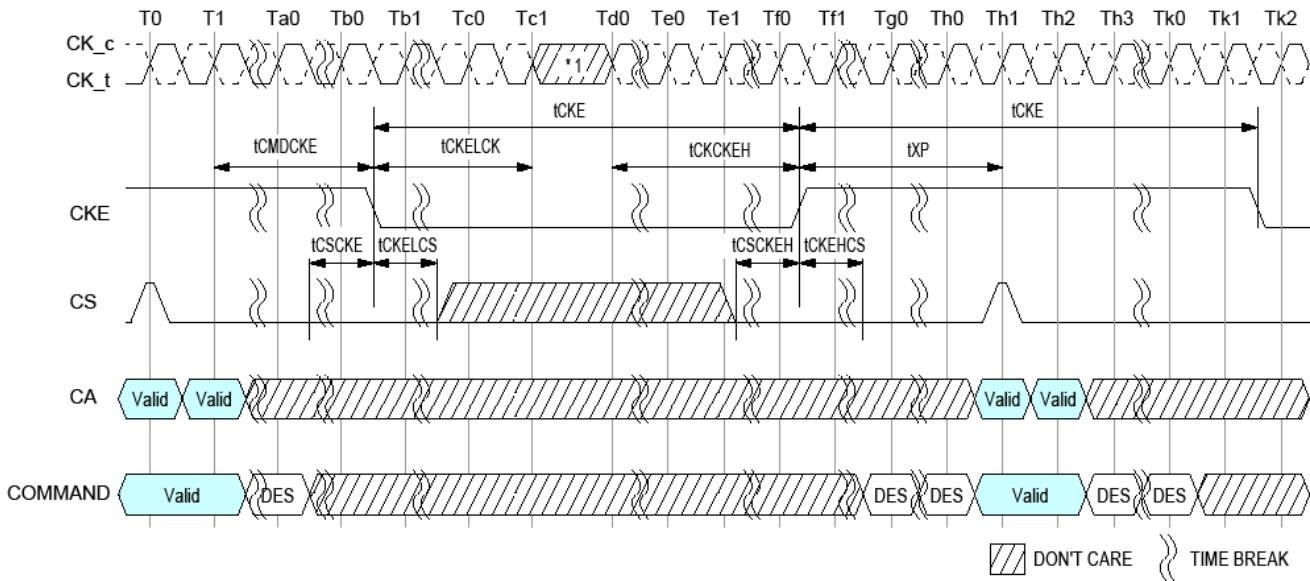 T0 T1 Ta0 Tb0 Tb1 Tc0 Tc1 Td0 Te0 Te1 Tf0 Tf1 Tg0 Th0 Th1 Th2 Th3 Tk0 Tk1 Tk2
CK_c
CK_t
*1
tCKE tCKE
tCMDCKE tCKELCK tCKCKEH tXP
CKE
tCSCKE tCKELCS tCSCKEH tCKEHCS
CS
CA Valid Valid Valid Valid
COMMAND Valid DES DES DES Valid DES DES
DON'T CARE TIME BREAK